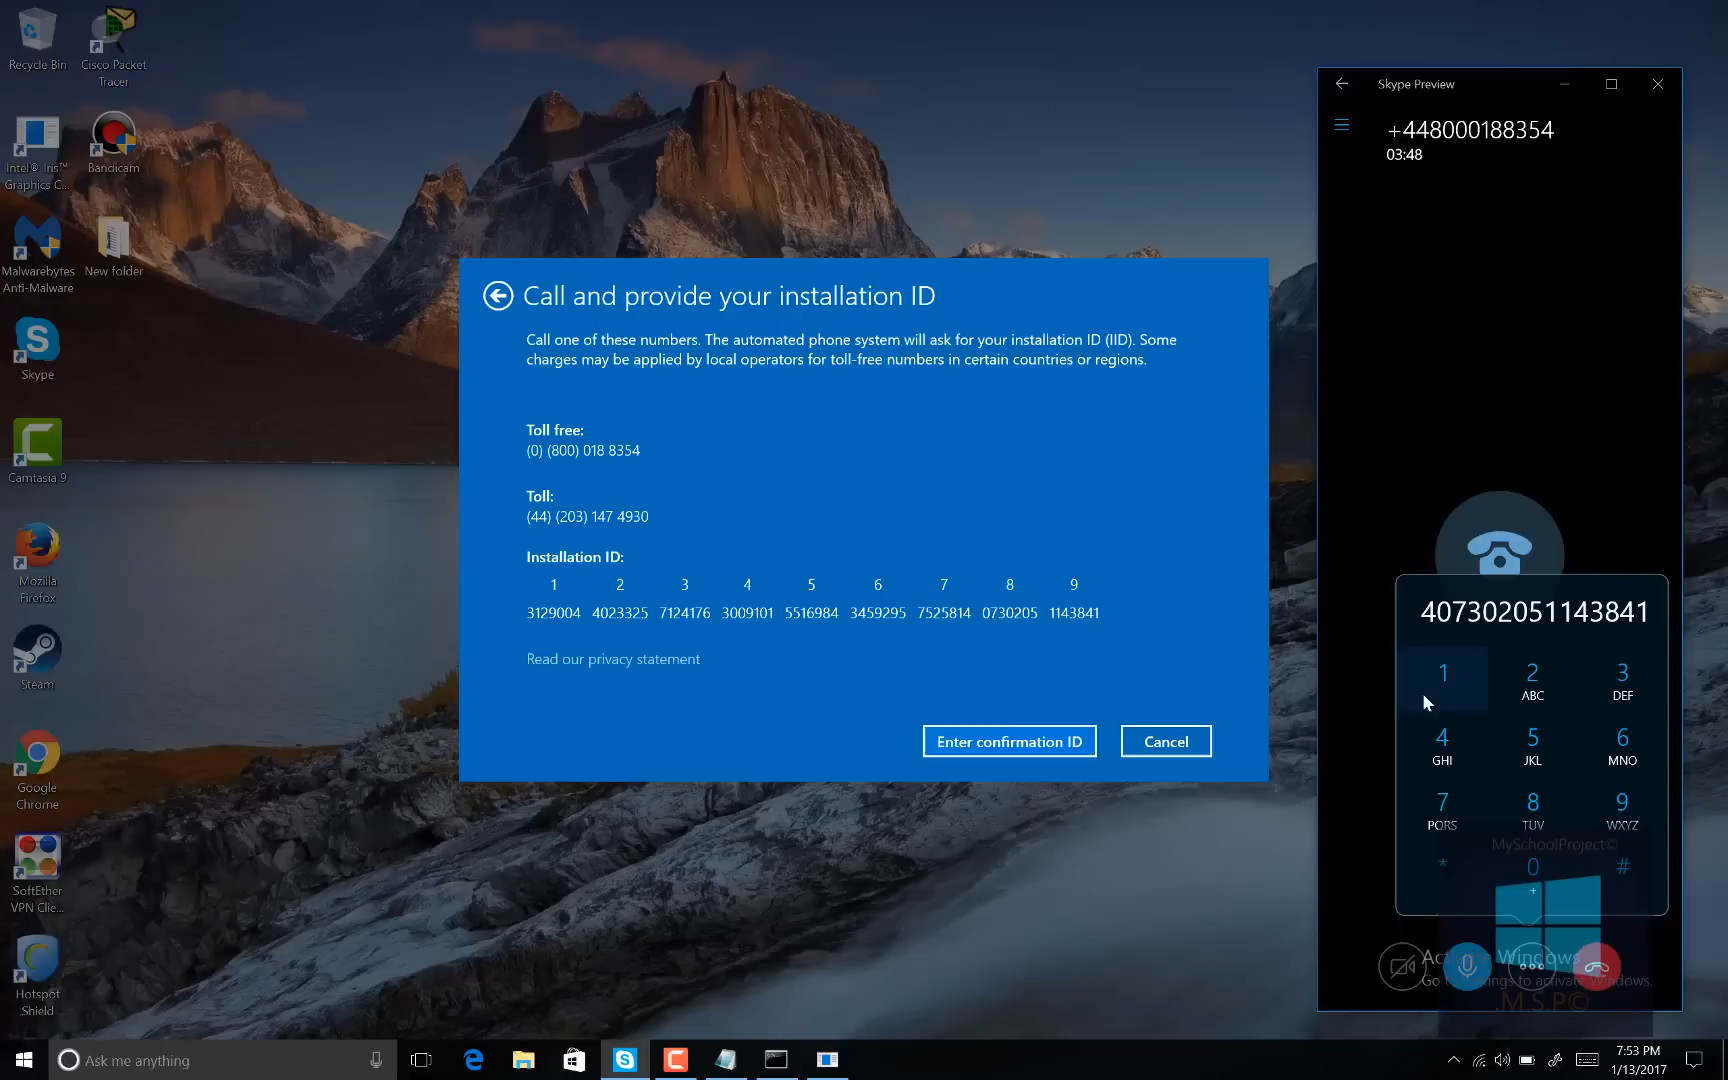 Recycle Bin
Cisco Packet
Tracer
Intel® Iris™
Graphics C...
Bandicam
Malwarebytes
Anti-Malware
New folder
Skype
Camtasia 9
Mozilla
Firefox
Steam
Google
Chrome
SoftEther
VPN Clie...
Hotspot
Shield
Call and provide your installation ID
Call one of these numbers. The automated phone system will ask for your installation ID (IID). Some
charges may be applied by local operators for toll-free numbers in certain countries or regions.
Toll free:
(0) (800) 018 8354
Toll:
(44) (203) 147 4930
Installation ID:
1 2 3 4 5 6 7 8 9
3129004 4023325 7124176 3009101 5516984 3459295 7525814 0730205 1143841
Read our privacy statement
Enter confirmation ID
Cancel
Skype Preview
+448000188354
03:48
407302051143841
1 2 3
ABC DEF
4 5 6
GHI JKL MNO
7 8 9
PQRS TUV WXYZ
MySchoolProject©
* 0 #
+
Windows
Go to Settings to activate Windows.
.M.S.P©
Ask me anything
7:53 PM
1/13/2017